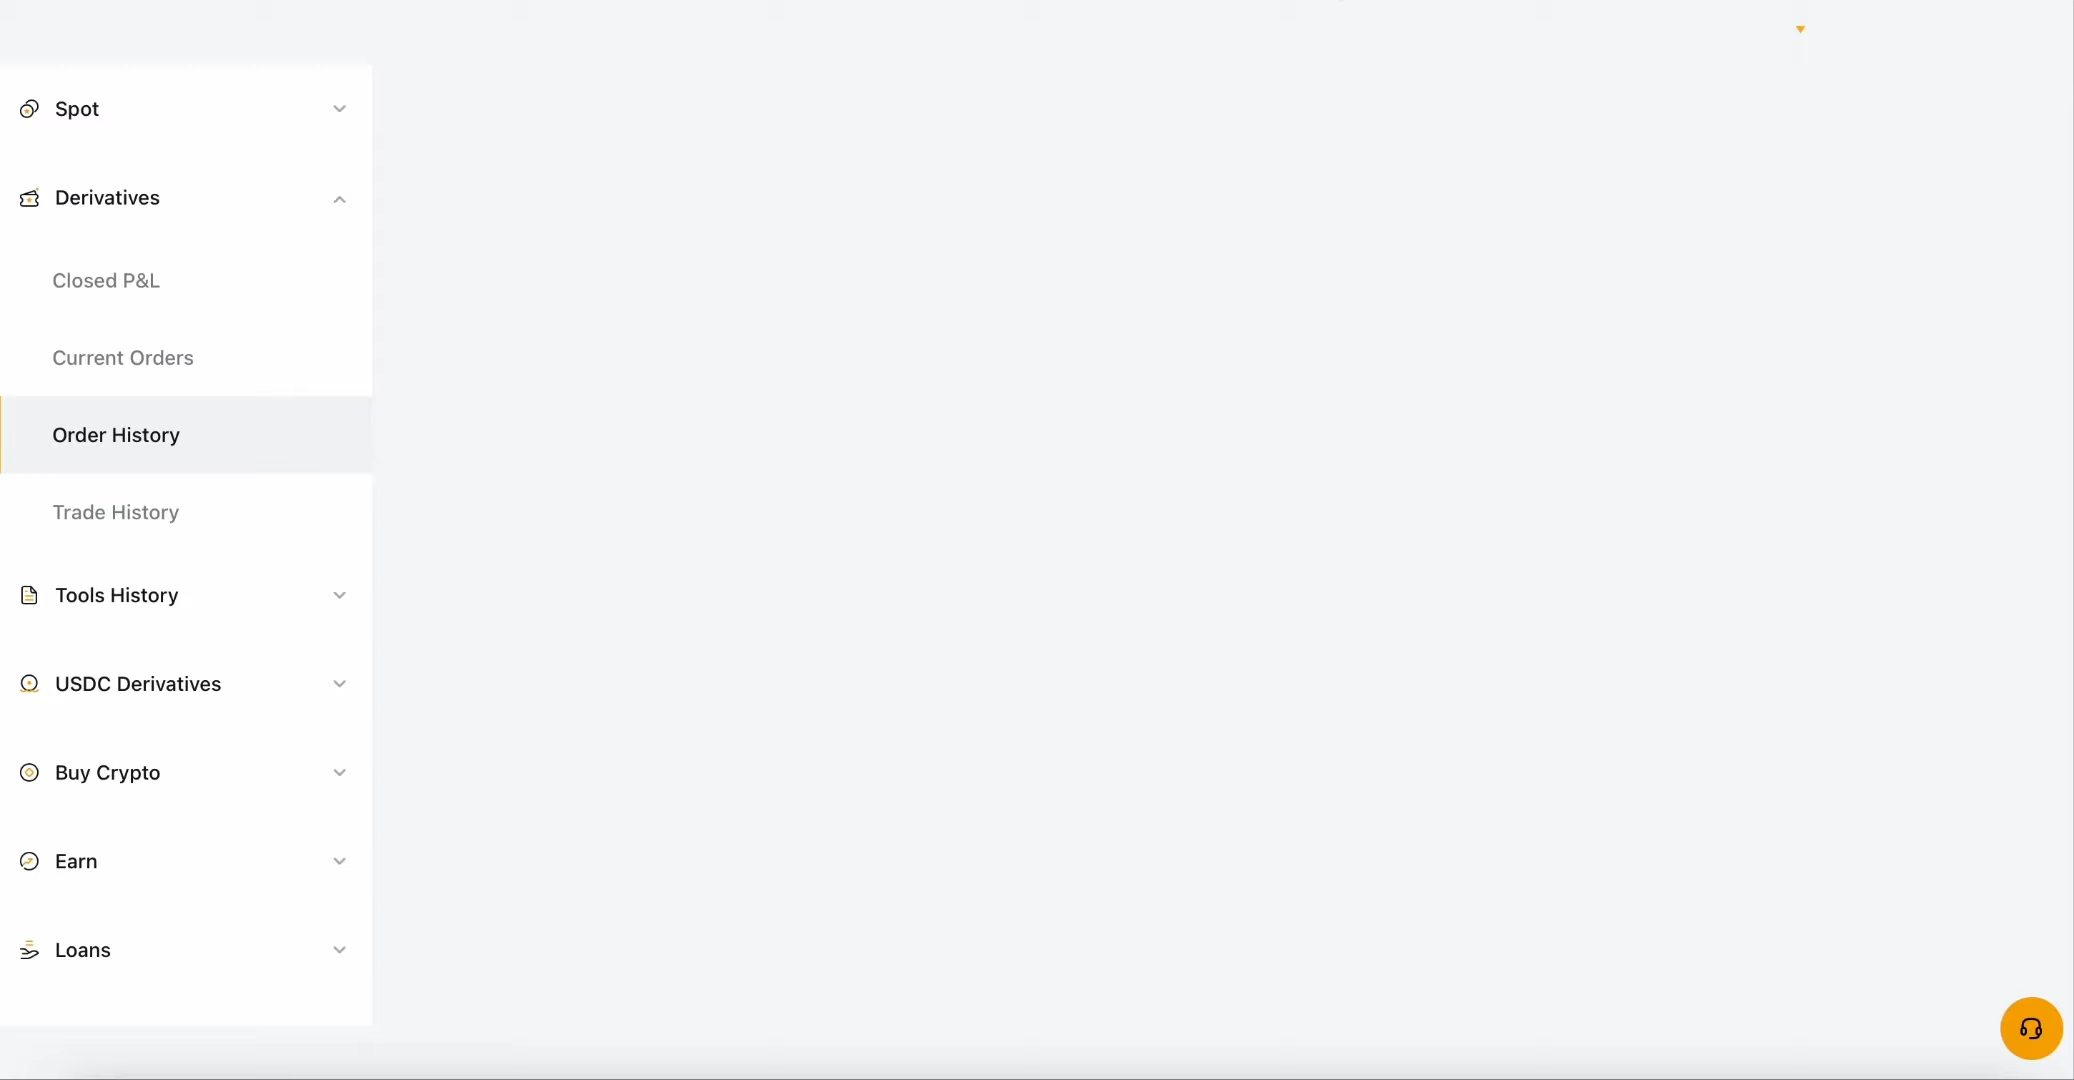 Spot
Derivatives
Closed P&L
Current Orders
Order History
Trade History
Tools History
USDC Derivatives
Buy Crypto
Earn
Loans